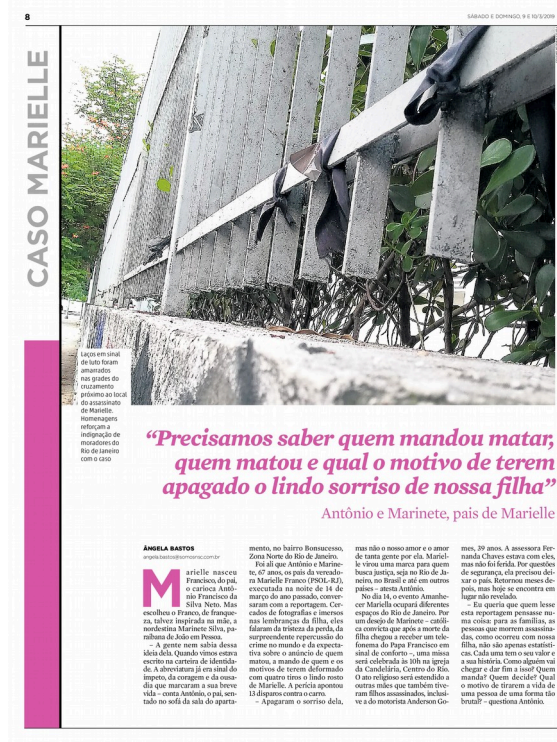 8
SÁBADO E DOMINGO, 9 E 10/3/2019
CASO MARIELLE
Laços em sinal
de luto foram
amarrados
nas grades do
cruzamento
próximo ao local
do assassinato
de Marielle.
Homenagens
reforçam a
indignação de
moradores do
Rio de Janeiro
com o caso
“Precisamos saber quem mandou matar,
quem matou e qual o motivo de terem
apagado o lindo sorriso de nossa filha”
Antônio e Marinete, pais de Marielle
ÂNGELA BASTOS
angela.bastos@somosnsc.com.br
Marielle nasceu
Francisco, do pai,
o carioca Antô-
nio Francisco da
Silva Neto. Mas
escolheu o Franco, de franque-
za, talvez inspirada na mãe, a
nordestina Marinete Silva, pa-
raibana de João Pessoa.
– A gente nem sabia dessa
ideia dela. Quando vimos estava
escrito na carteira de identida-
de. A abreviatura já era sinal do
ímpeto, da coragem e da ousa-
dia que marcaram a sua breve
vida – conta Antônio, o pai, sen-
tado no sofá da sala do aparta-
mento, no bairro Bonsucesso,
Zona Norte do Rio de Janeiro.
Foi ali que Antônio e Marine-
te, 67 anos, os pais da vereado-
ra Marielle Franco (PSOL-RJ),
executada na noite de 14 de
março do ano passado, conver-
saram com a reportagem. Cer-
cados de fotografias e imersos
nas lembranças da filha, eles
falaram da tristeza da perda, da
surpreendente repercussão do
crime no mundo e da expecta-
tiva sobre o anúncio de quem
matou, a mando de quem e os
motivos de terem deformado
com quatro tiros o lindo rosto
de Marielle. A perícia apontou
13 disparos contra o carro.
– Apagaram o sorriso dela,
mas não o nosso amor e o amor
de tanta gente por ela. Mariel-
le virou uma marca para quem
busca justiça, seja no Rio de Ja-
neiro, no Brasil e até em outros
países – atesta Antônio.
No dia 14, o evento Amanhe-
cer Mariella ocupará diferentes
espaços do Rio de Janeiro. Por
um desejo de Marinete – católi-
ca convicta que após a morte da
filha chegou a receber um tele-
fonema do Papa Francisco em
sinal de conforto –, uma missa
será celebrada às 10h na igreja
da Candelária, Centro do Rio.
O ato religioso será estendido a
outras mães que também tive-
ram filhos assassinados, inclusi-
ve a do motorista Anderson Go-
mes, 39 anos. A assessora Fer-
nanda Chaves estava com eles,
mas não foi ferida. Por questões
de segurança, ela precisou dei-
xar o país. Retornou meses de-
pois, mas hoje se encontra em
lugar não revelado.
– Eu queria que quem lesse
esta reportagem pensasse nu-
ma coisa: para as famílias, as
pessoas que morrem assassina-
das, como ocorreu com nossa
filha, não são apenas estatísti-
cas. Cada uma tem o seu valor e
a sua história. Como alguém vai
chegar e dar fim a isso? Quem
manda? Quem decide? Qual
o motivo de tirarem a vida de
uma pessoa de uma forma tão
brutal? – questiona Antônio.